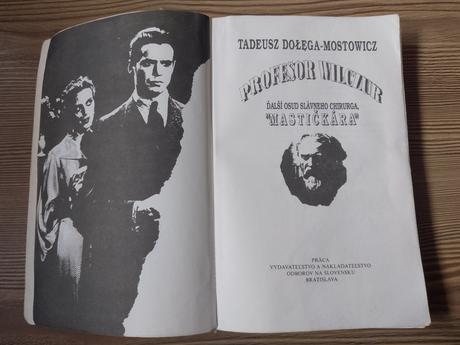 TADEUSZ DOŁĘGA-MOSTOWICZ
PROFESOR WILCZUR
ĎALŠÍ OSUD SLÁVNEHO CHIRURGA,
"MASTIČKÁRA"
PRÁCA
VYDAVATEĽSTVO A NAKLADATEĽSTVO
ODBOROV NA SLOVENSKU
BRATISLAVA